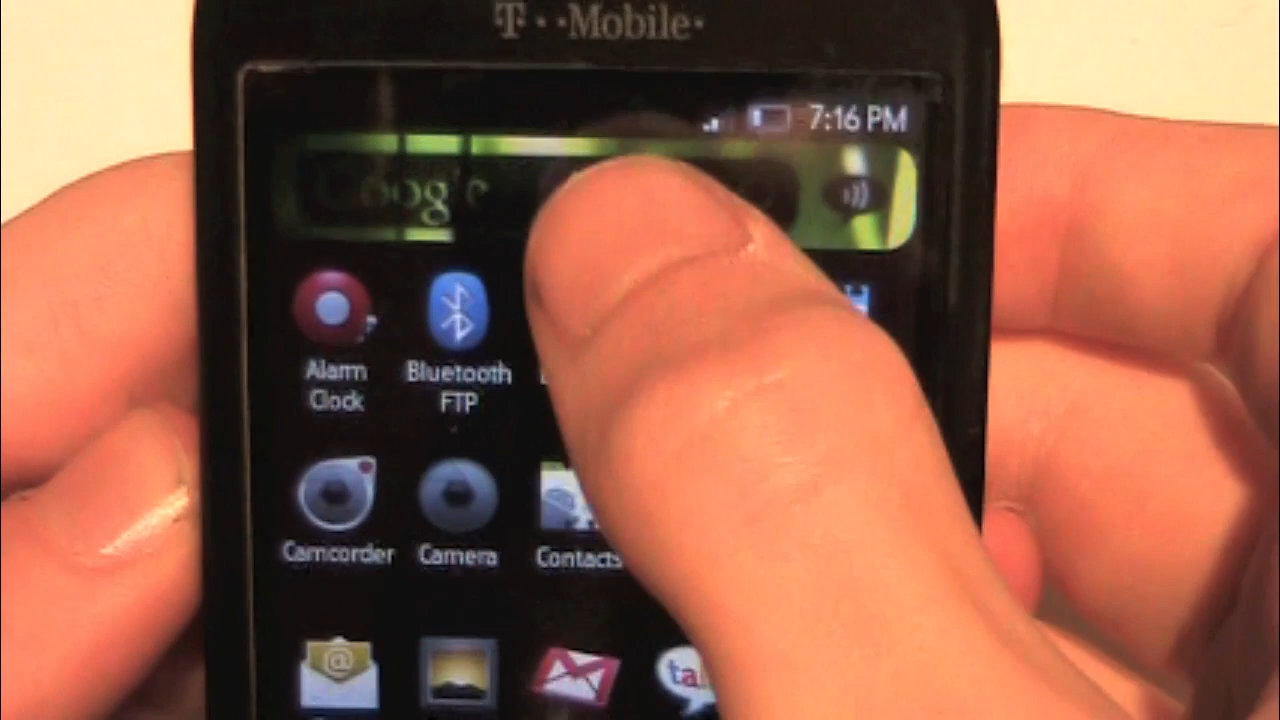 T··Mobile·
7:16 PM
Google
Alarm
Clock
Bluetooth
FTP
Camcorder
Camera
Contacts
@